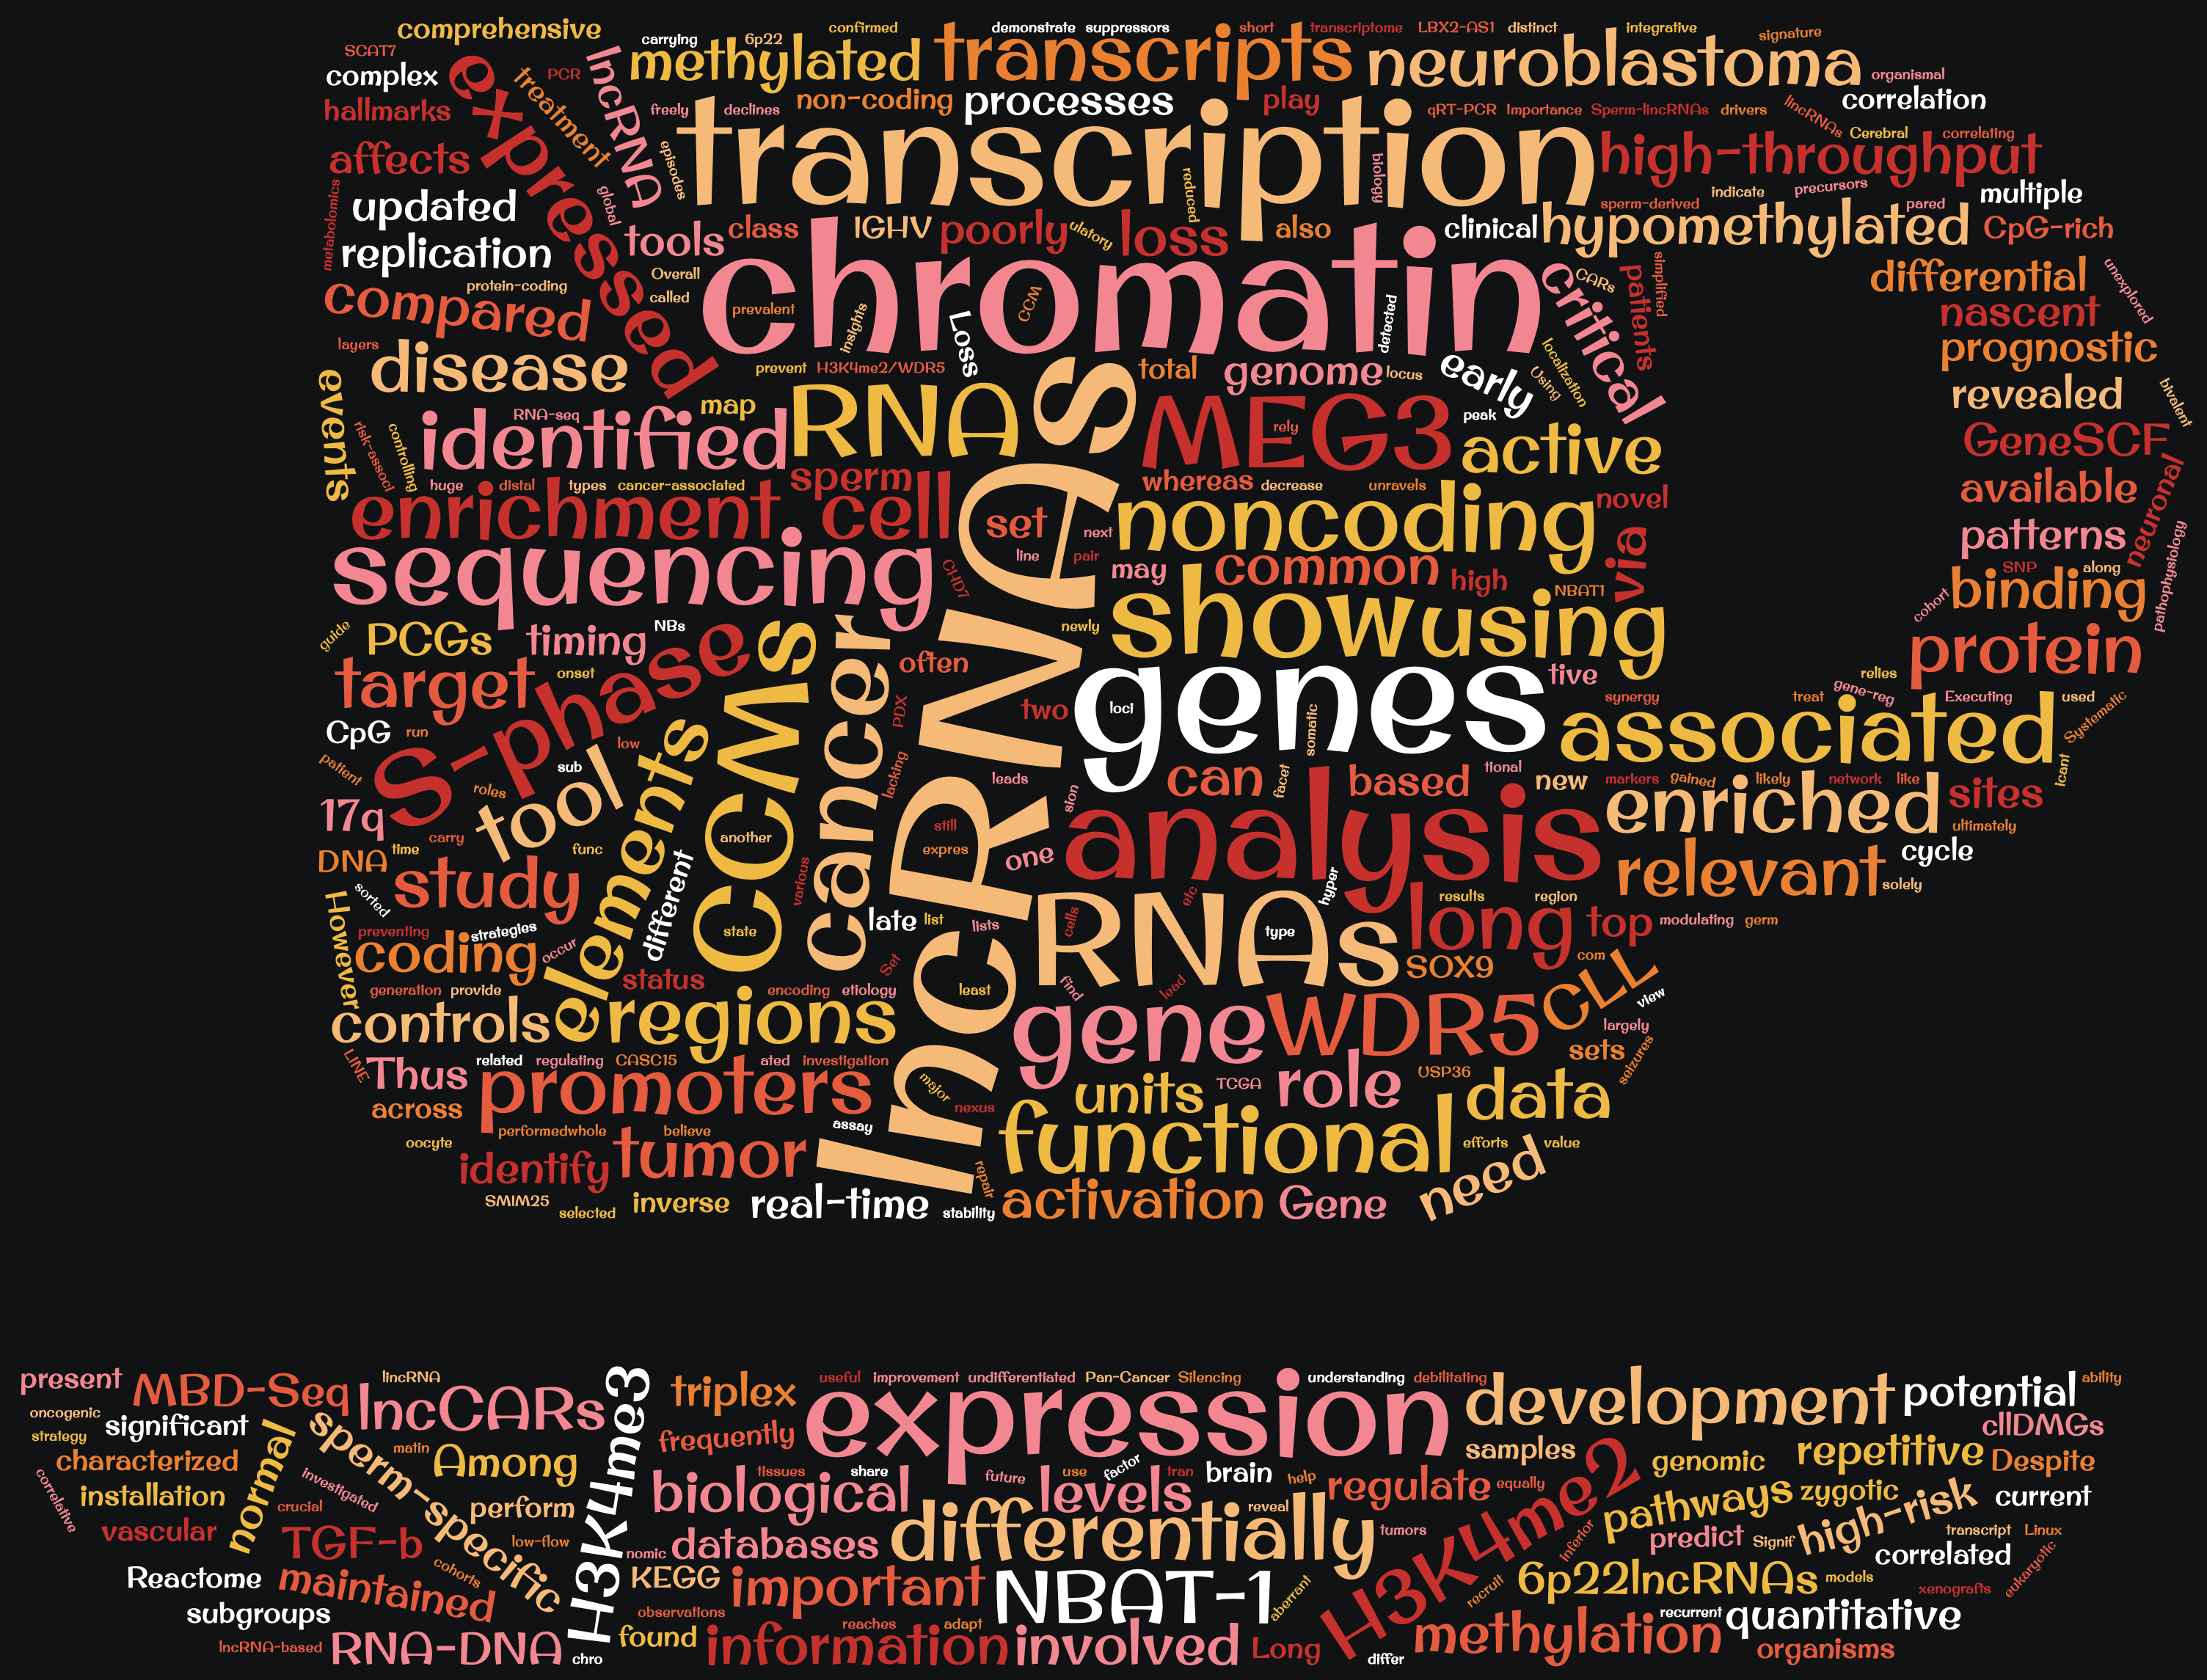 comprehensive
carrying
6p22
confirmed
demonstrate
suppressors
short
transcriptome
LBX2-AS1
distinct
integrative
signature
SCAT7
complex
expressed
treatment
PCR
lncRNA
methylated
transcripts
neuroblastoma
organismal
hallmarks
freely
declines
non-coding
processes
play
qRT-PCR
Importance
Sperm-lincRNAs
drivers
lincRNAs
correlation
Cerebral
correlating
affects
episodes
transcription
biology
high-throughput
metabolomics
updated
global
reduced
sperm-derived
indicate
precursors
pared
multiple
replication
tools
class
IGHV
poorly
ulatory
loss
also
clinical
hypomethylated
CpG-rich
protein-coding
Overall
called
chromatin
prevalent
insights
Loss
CCM
detected
critical
CARs
patients
simplified
differential
unexplored
compared
nascent
layers
disease
prevent
H3K4me2/WDR5
total
genome
locus
early
Using
localization
prognostic
events
risk-associ
controlling
RNA-seq
identified
map
RNA
MEG3
rely
peak
active
revealed
bivalent
GeneSCF
huge
distal
types
cancer-associated
sperm
whereas
decrease
unravels
novel
available
neuronal
enrichment
cell
set
next
noncoding
via
patterns
pathophysiology
sequencing
CHD7
line
pair
may
common
high
NBAT1
SNP
along
cohort
binding
guide
PCGs
timing
NBs
newly
showusing
protein
target
onset
S-phase
CCMs
cancer
often
lncRNAs
genes
tive
relies
synergy
treat
gene-reg
Executing
used
Systematic
CpG
run
low
PDX
two
loci
somatic
associated
patient
sub
elements
lacking
leads
can
facet
based
tional
new
markers
gained
likely
network
like
icant
17q
roles
tool
another
still
sion
analysis
enriched
sites
carry
ultimately
DNA
time
func
different
various
expres
one
relevant
cycle
sorted
study
hyper
solely
However
late
list
lists
cells
etc
RNAs
type
results
region
long
top
modulating
germ
preventing
strategies
state
coding
occur
status
Set
SOX9
com
CLL
view
generation
provide
encoding
etiology
least
find
lead
controls
regions
gene
WDR5
largely
sets
seizures
LINE
Thus
related
regulating
CASC15
ated
investigation
major
nexus
units
TCGA
role
USP36
data
across
promoters
performedwhole
believe
assay
functional
efforts
value
oocyte
identify
tumor
repair
need
SMIM25
selected
inverse
real-time
stability
activation
Gene
present
MBD-Seq
lincRNA
lncCARs
H3K4me3
triplex
useful
improvement
undifferentiated
Pan-Cancer
Silencing
understanding
debilitating
development
potential
ability
oncogenic
significant
expression
cllDMGs
strategy
characterized
normal
sperm-specific
matin
Among
frequently
samples
genomic
repetitive
Despite
correlative
installation
investigated
crucial
perform
biological
tissues
share
future
use
factor
levels
tran
brain
help
regulate
equally
H3K4me2
pathways
zygotic
high-risk
current
vascular
TGF-b
low-flow
nomic
databases
differentially
reveal
tumors
inferior
predict
Signif
transcript
Linux
correlated
Reactome
maintained
cohorts
KEGG
important
NBAT-1
aberrant
recruit
6p22lncRNAs
models
xenografts
eukaryotic
subgroups
observations
reaches
adapt
recurrent
quantitative
lncRNA-based
RNA-DNA
chro
found
information
involved
Long
differ
methylation
organisms